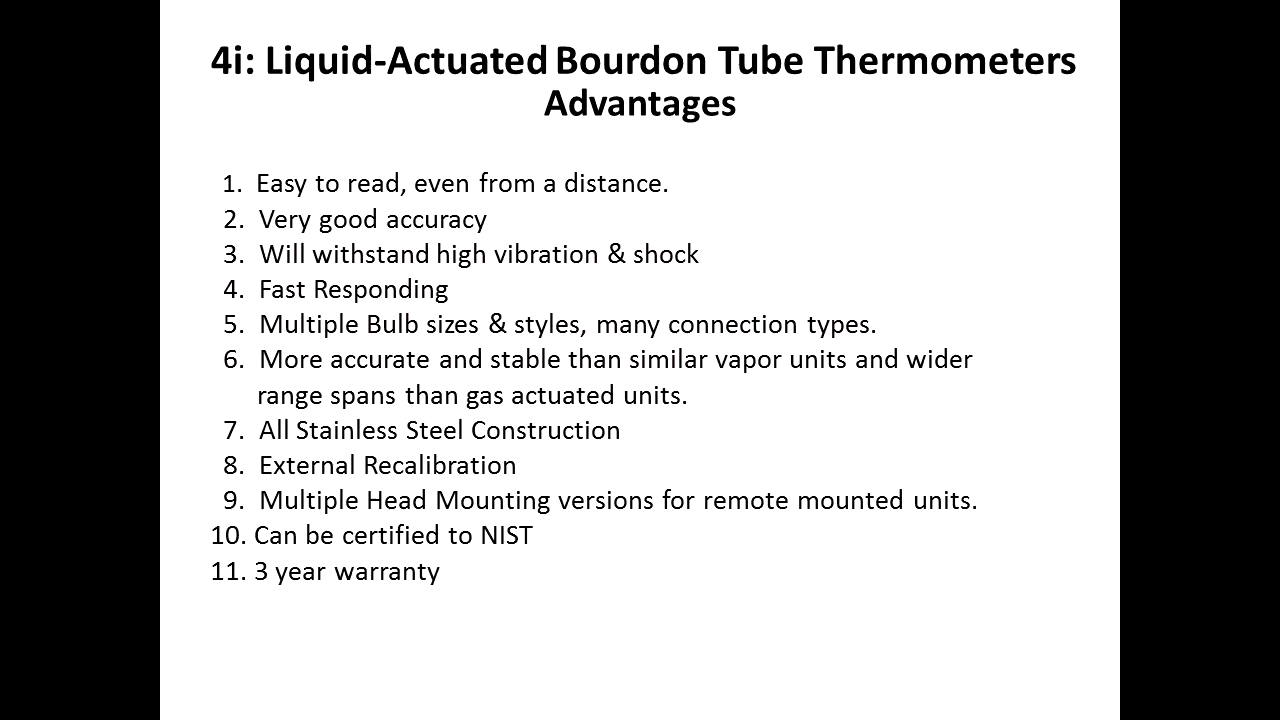 4i: Liquid-Actuated Bourdon Tube Thermometers
Advantages
1. Easy to read, even from a distance.
2. Very good accuracy
3. Will withstand high vibration & shock
4. Fast Responding
5. Multiple Bulb sizes & styles, many connection types.
6. More accurate and stable than similar vapor units and wider
range spans than gas actuated units.
7. All Stainless Steel Construction
8. External Recalibration
9. Multiple Head Mounting versions for remote mounted units.
10. Can be certified to NIST
11. 3 year warranty